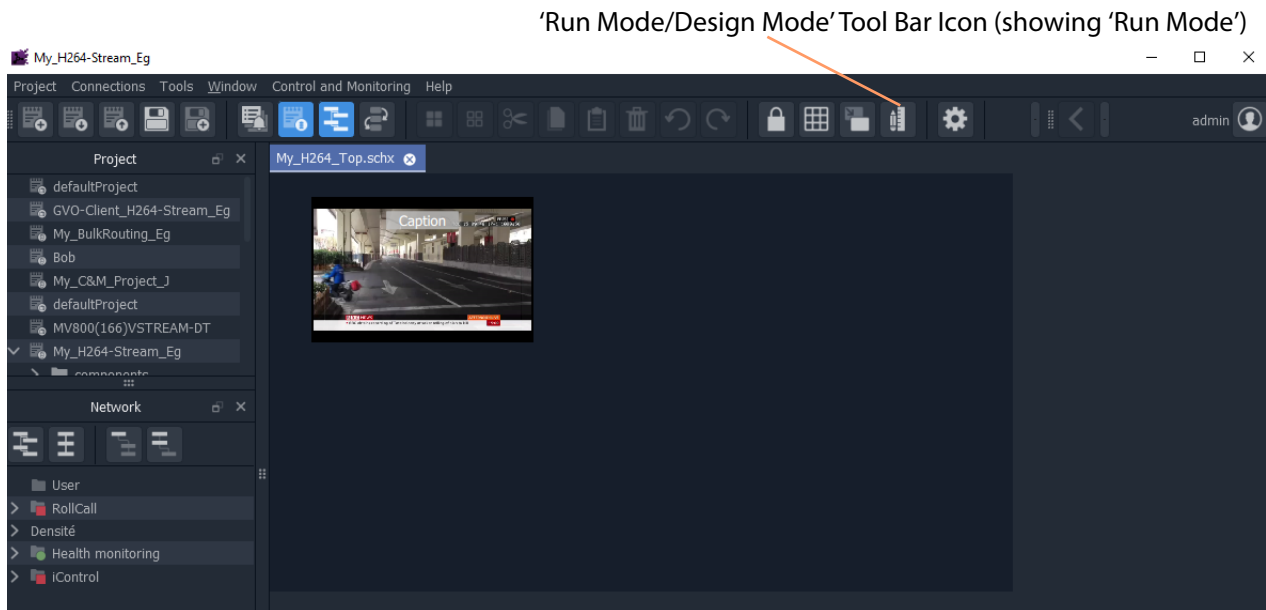 ‘Run Mode/Design Mode’ Tool Bar Icon (showing ‘Run Mode’)
My_H264-Stream_Eg
Project Connections Tools Window Control and Monitoring Help
admin
Project
My_H264_Top.schx
defaultProject
GVO-Client_H264-Stream_Eg
My_BulkRouting_Eg
Bob
My_C&M_Project_J
defaultProject
MV800(166)VSTREAM-DT
My_H264-Stream_Eg
components
Caption
Network
User
RollCall
Densité
Health monitoring
iControl